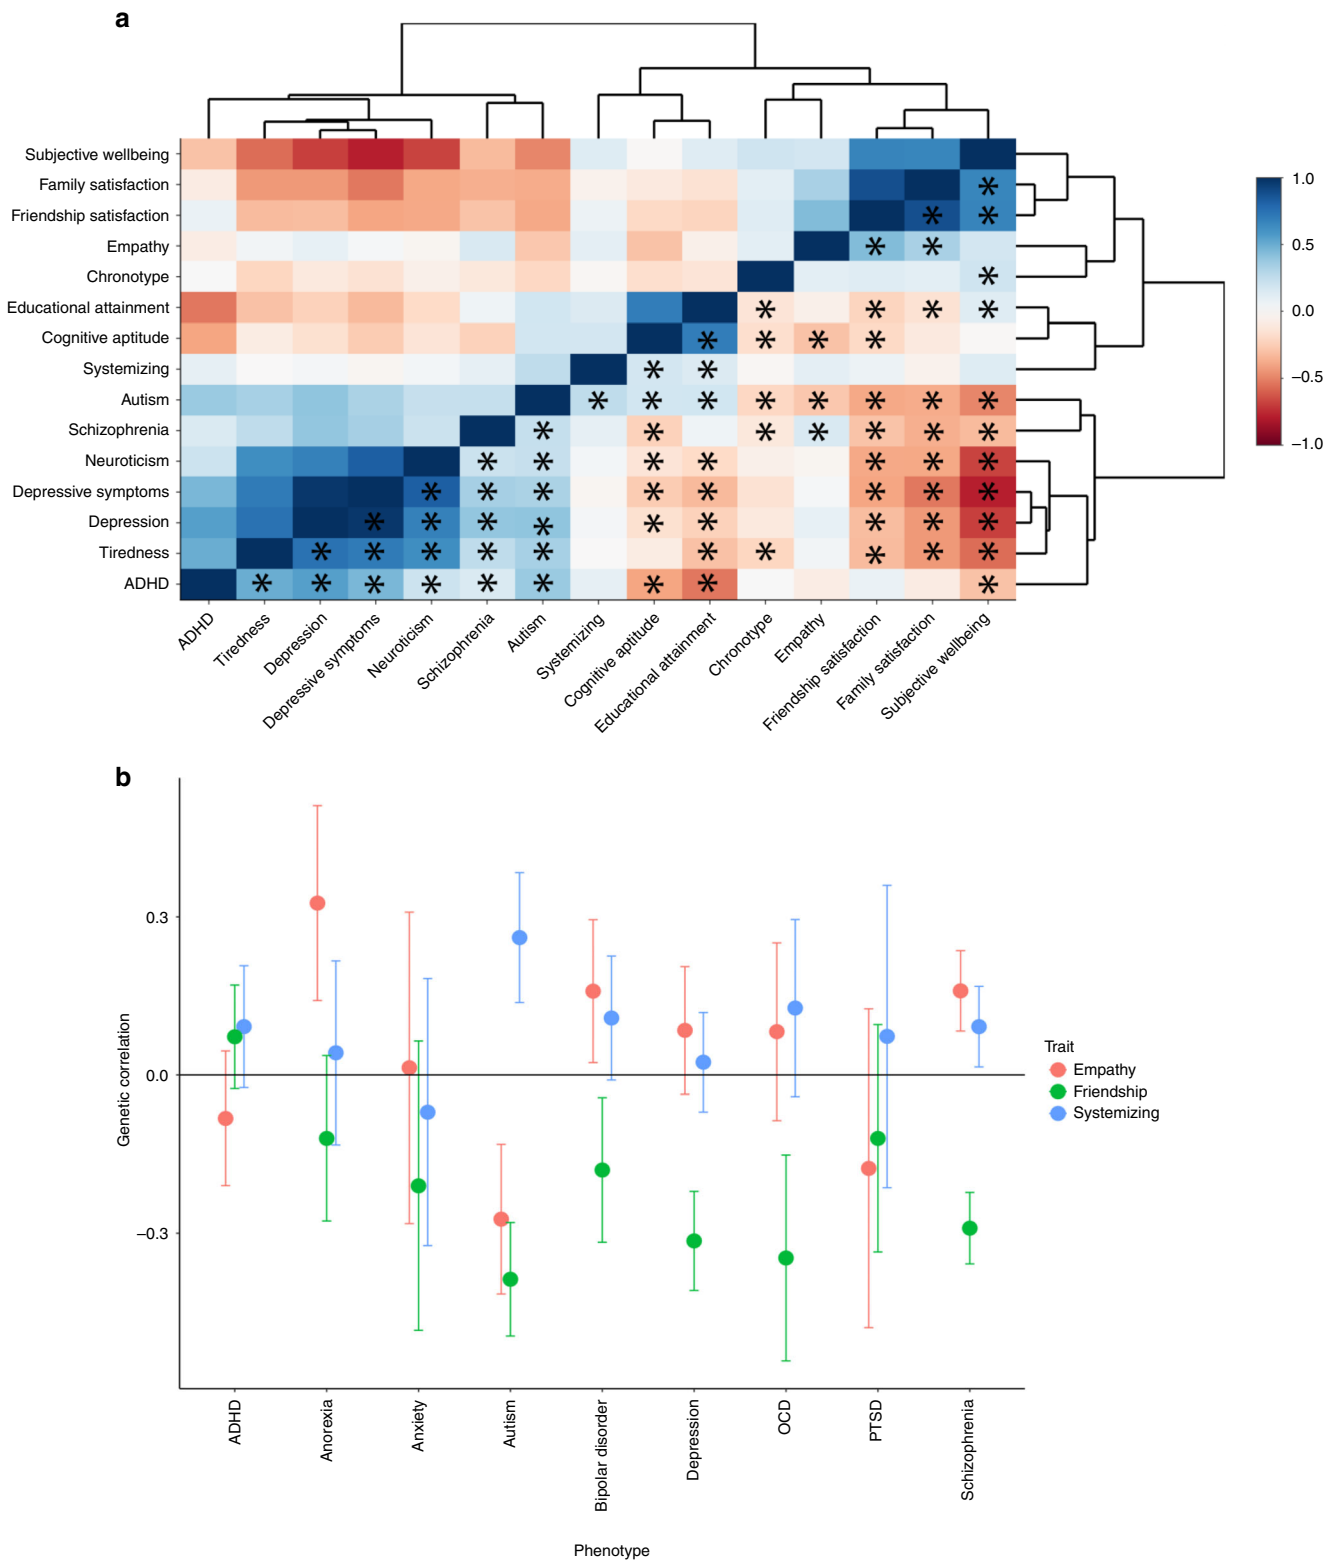 a
Subjective wellbeing
Family satisfaction
Friendship satisfaction
Empathy
Chronotype
Educational attainment
Cognitive aptitude
Systemizing
Autism
Schizophrenia
Neuroticism
Depressive symptoms
Depression
Tiredness
ADHD
1.0
0.5
0.0
−0.5
−1.0
ADHD
Tiredness
Depression
Depressive symptoms
Neuroticism
Schizophrenia
Autism
Systemizing
Cognitive aptitude
Educational attainment
Chronotype
Empathy
Friendship satisfaction
Family satisfaction
Subjective wellbeing
b
Genetic correlation
0.3
0.0
−0.3
Trait
Empathy
Friendship
Systemizing
ADHD
Anorexia
Anxiety
Autism
Bipolar disorder
Depression
OCD
PTSD
Schizophrenia
Phenotype